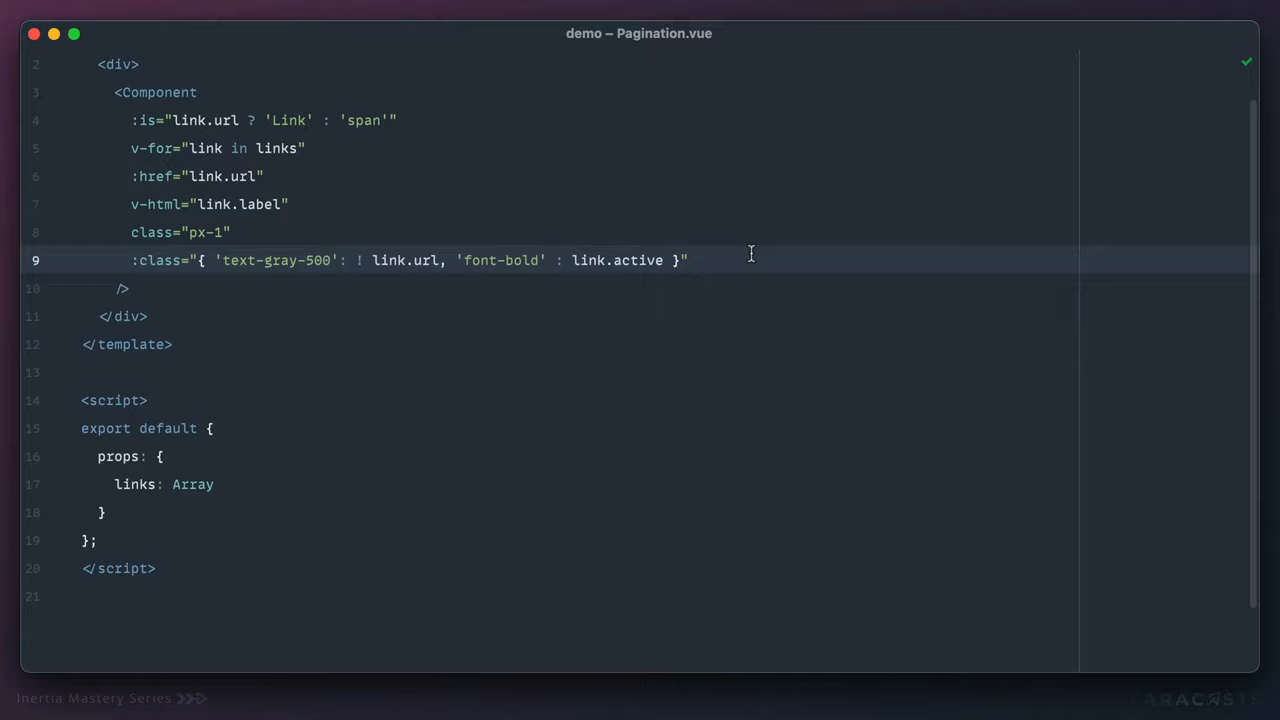 demo – Pagination.vue
2 <div>
3 <Component
4 :is="link.url ? 'Link' : 'span'"
5 v-for="link in links"
6 :href="link.url"
7 v-html="link.label"
8 class="px-1"
9 :class="{ 'text-gray-500': ! link.url, 'font-bold' : link.active }"
10 />
11 </div>
12 </template>
13
14 <script>
15 export default {
16 props: {
17 links: Array
18 }
19 };
20 </script>
21
Inertia Mastery Series
LARACASTS